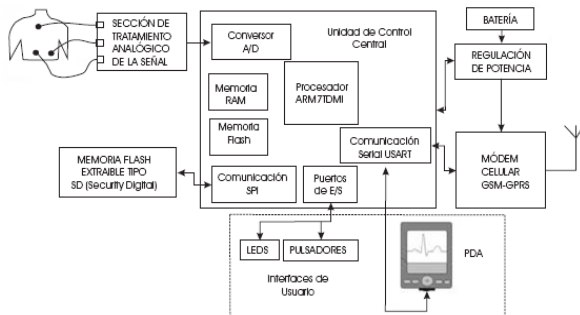 SECCIÓN DE
TRATAMIENTO
ANALÓGICO
DE LA SEÑAL
Conversor
A/D
Unidad de Control
Central
BATERÍA
REGULACIÓN
DE POTENCIA
Memoria
RAM
Procesador
ARM7TDMI
Memoria
Flash
Comunicación
Serial USART
MÓDEM
CELULAR
GSM-GPRS
MEMORIA FLASH
EXTRAIBLE TIPO
SD (Security Digital)
Comunicación
SPI
Puertos
de E/S
LEDS
PULSADORES
PDA
Interfaces de
Usuario